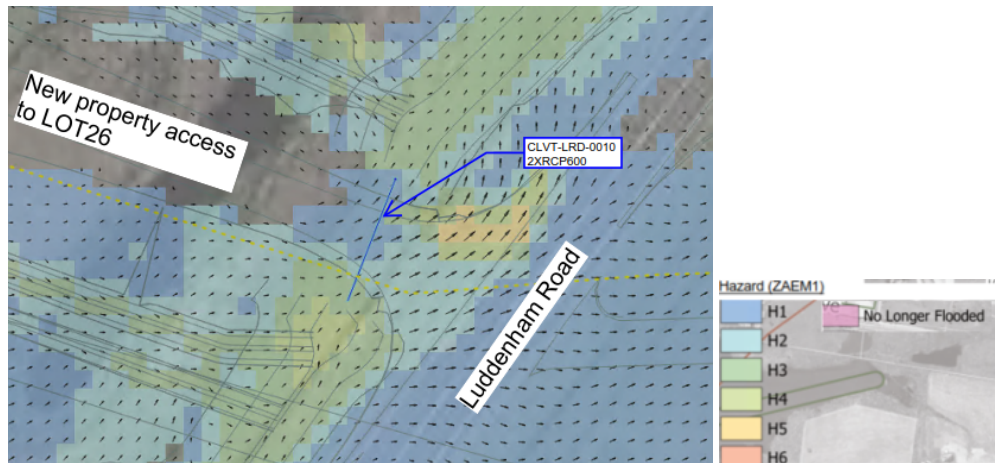 New property access
to LOT26
CLVT-LRD-0010
2XRCP600
Luddenham Road
Hazard (ZAEM1)
H1
No Longer Flooded
H2
H3
H4
H5
H6